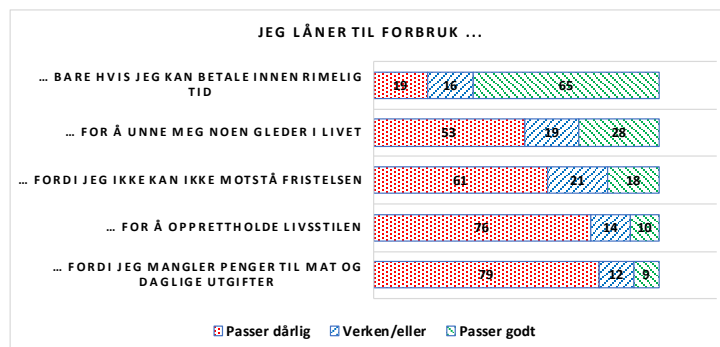 JEG LÅNER TIL FORBRUK ...
... BARE HVIS JEG KAN BETALE INNEN RIMELIG
TID
19 16 65
... FOR Å UNNE MEG NOEN GLEDER I LIVET
53 19 28
... FORDI JEG IKKE KAN IKKE MOTSTÅ FRISTELSEN
61 21 18
... FOR Å OPPRETTHOLDE LIVSSTILEN
76 14 10
... FORDI JEG MANGLER PENGER TIL MAT OG
DAGLIGE UTGIFTER
79 12 9
Passer dårlig Verken/eller Passer godt